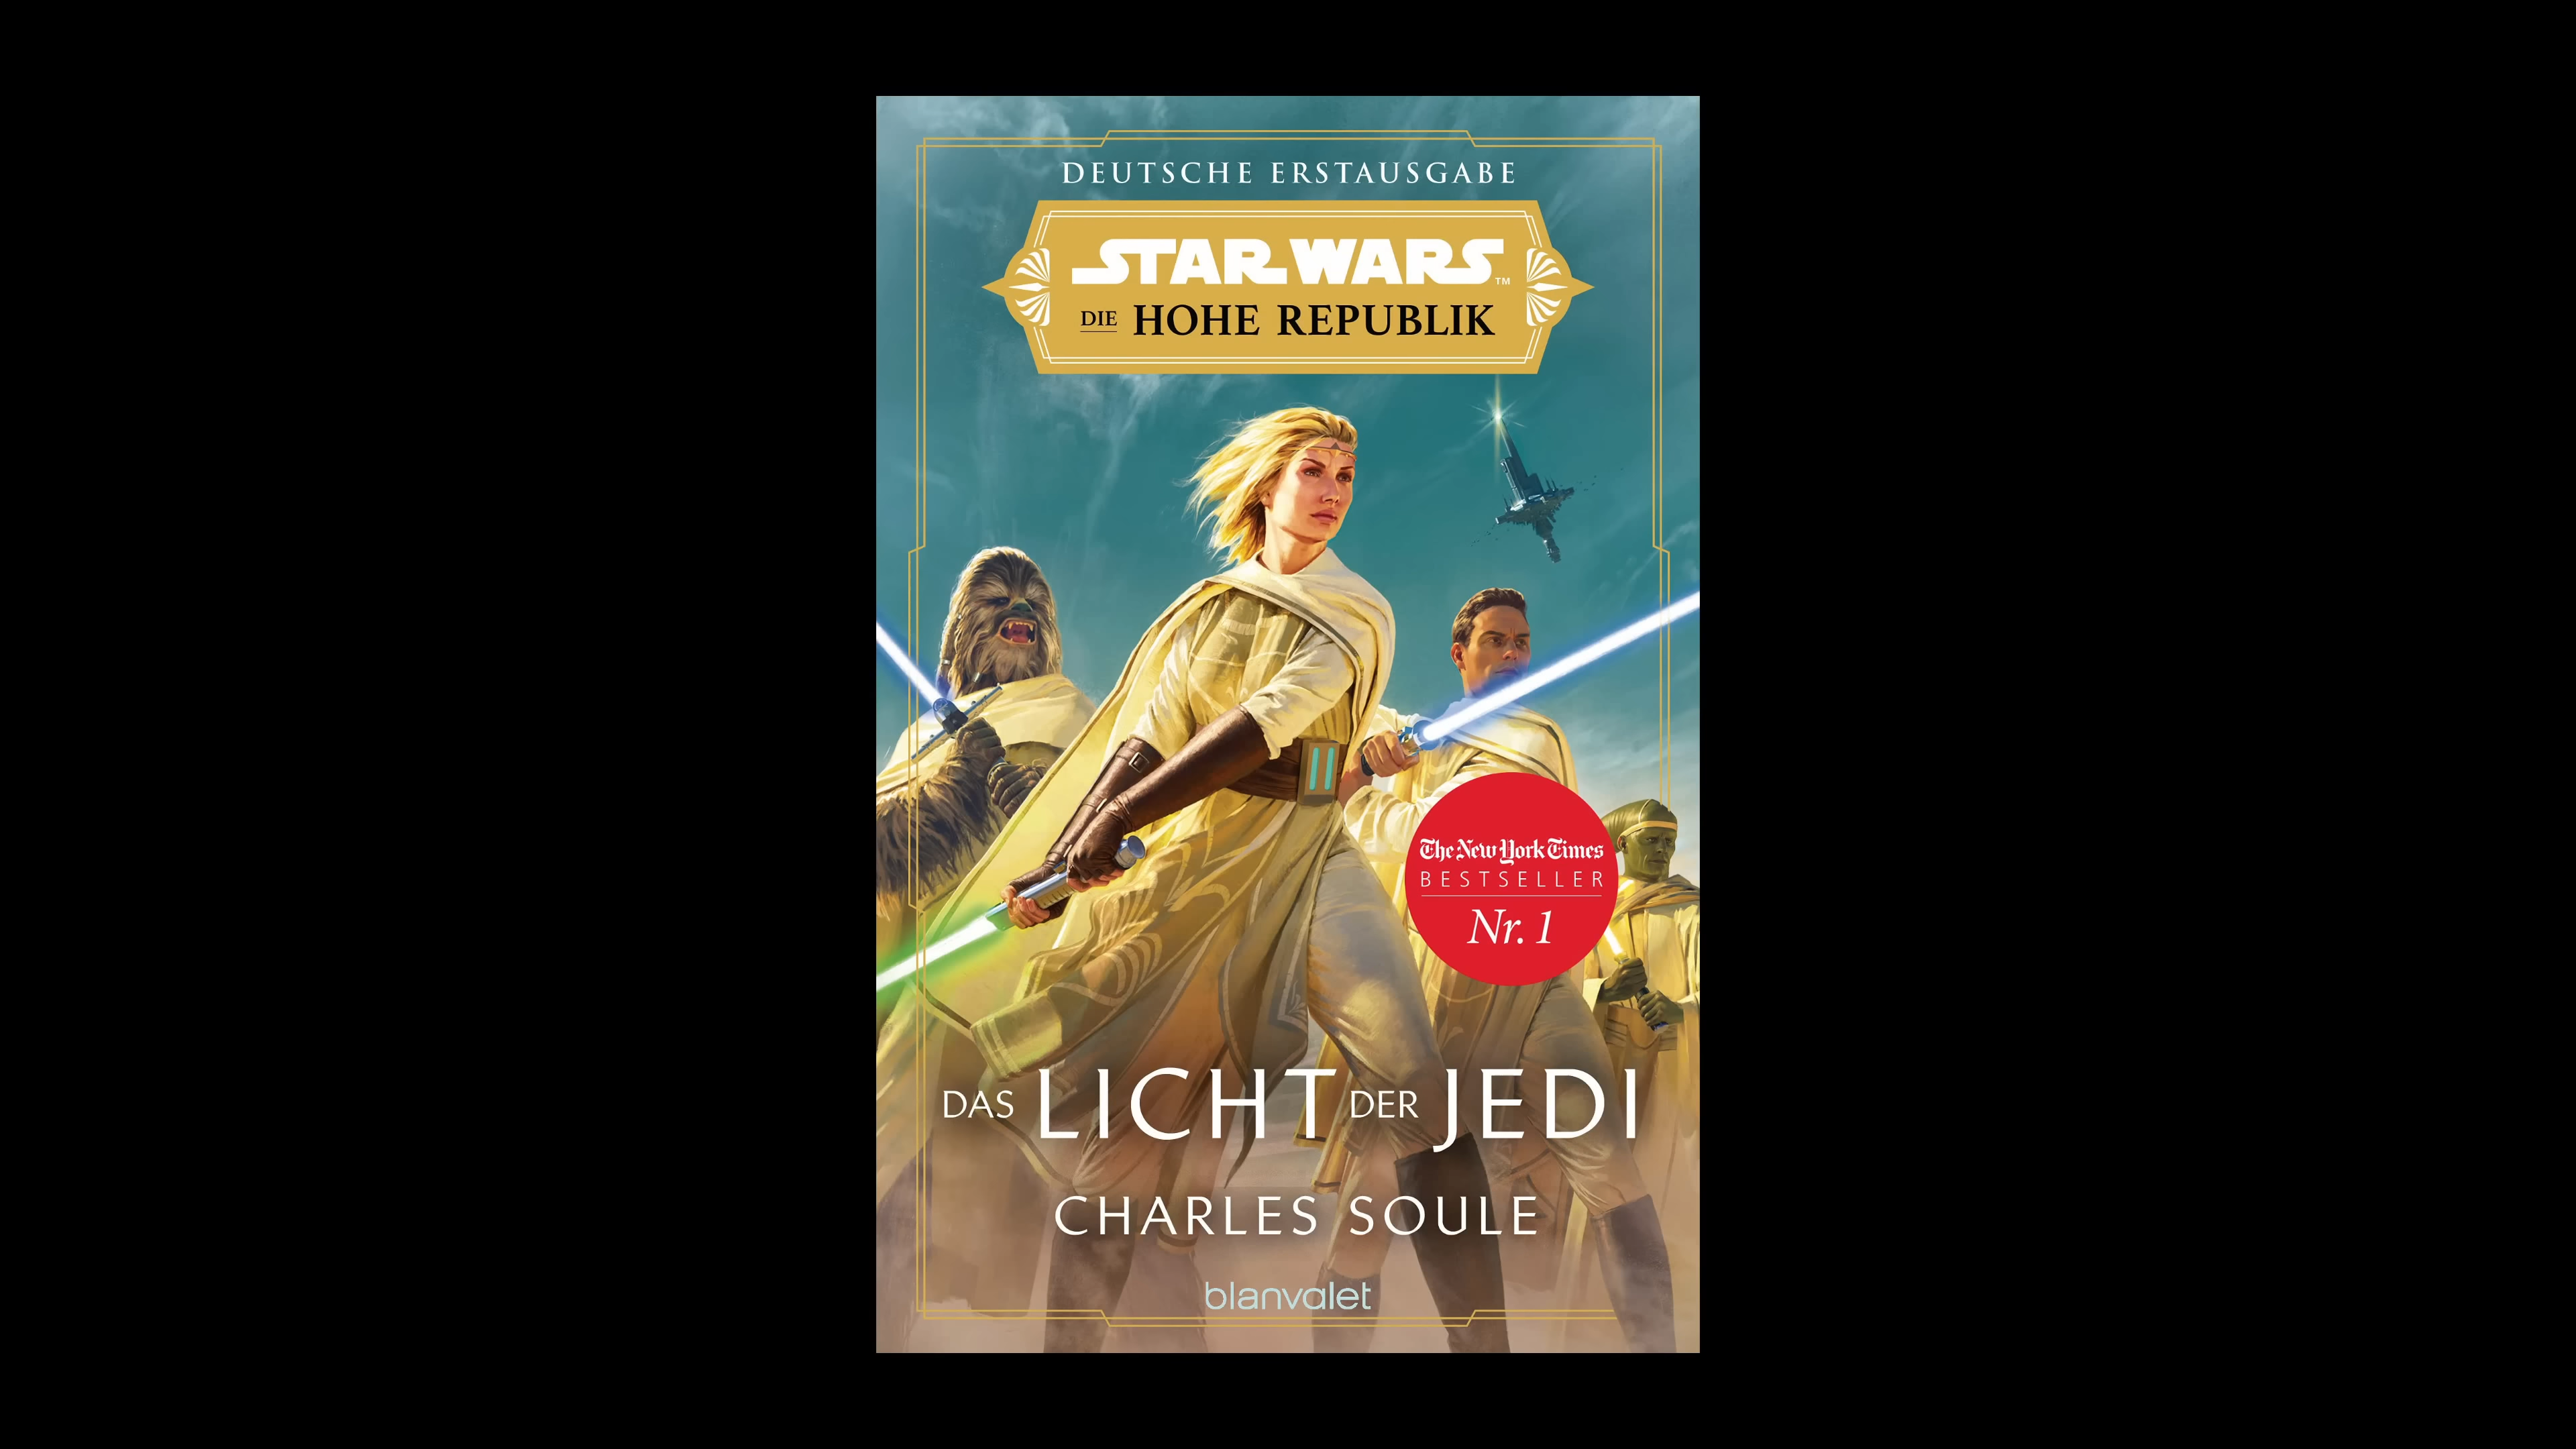 DEUTSCHE ERSTAUSGABE
STAR WARS™
DIE HOHE REPUBLIK
The New York Times
BESTSELLER
Nr. 1
DAS LICHT DER JEDI
CHARLES SOULE
blanvalet